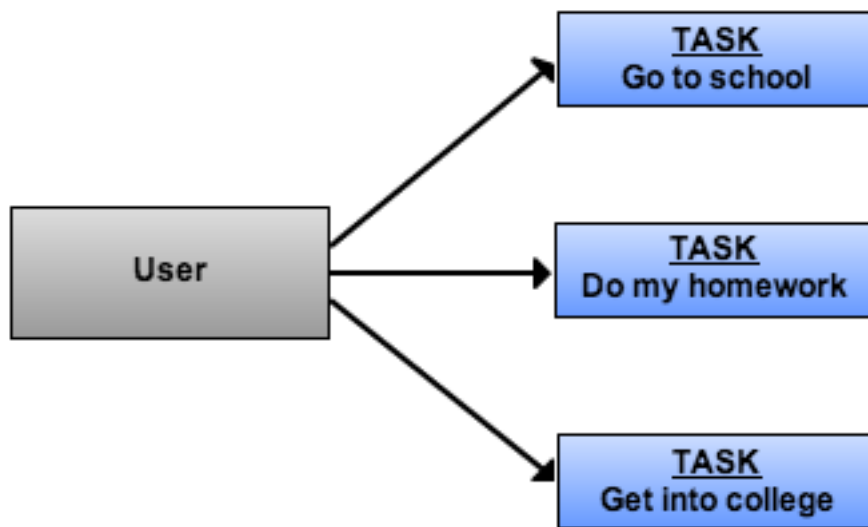 TASK
Go to school
User
TASK
Do my homework
TASK
Get into college